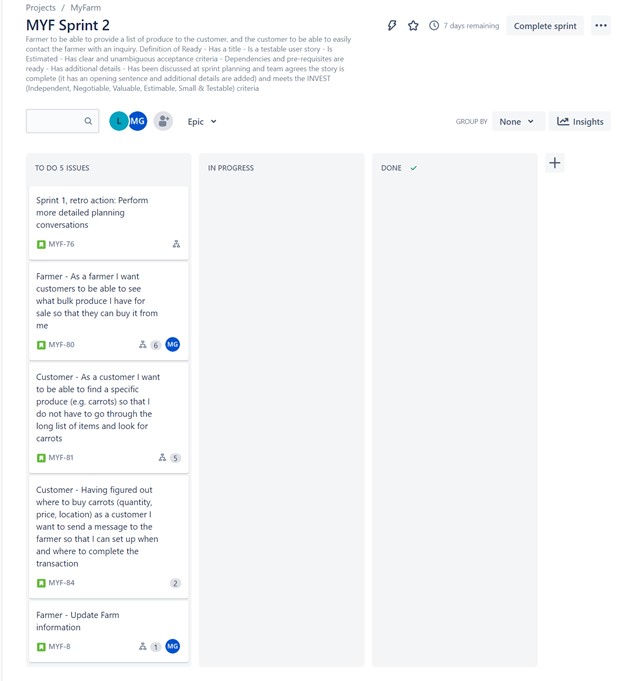 Projects / MyFarm
MYF Sprint 2
7 days remaining
Complete sprint
Farmer to be able to provide a list of produce to the customer, and the customer to be able to easily
contact the farmer with an inquiry. Definition of Ready - Has a title - Is a testable user story - Is
Estimated - Has clear and unambiguous acceptance criteria - Dependencies and pre-requisites are
ready - Has additional details - Has been discussed at sprint planning and team agrees the story is
complete (it has an opening sentence and additional details are added) and meets the INVEST
(Independent, Negotiable, Valuable, Estimable, Small & Testable) criteria
L MG Epic
GROUP BY None Insights
TO DO 5 ISSUES
Sprint 1, retro action: Perform
more detailed planning
conversations
MYF-76
Farmer - As a farmer I want
customers to be able to see
what bulk produce I have for
sale so that they can buy it from
me
MYF-80 6 MG
Customer - As a customer I want
to be able to find a specific
produce (e.g. carrots) so that I
do not have to go through the
long list of items and look for
carrots
MYF-81 5
Customer - Having figured out
where to buy carrots (quantity,
price, location) as a customer I
want to send a message to the
farmer so that I can set up when
and where to complete the
transaction
MYF-84 2
Farmer - Update Farm
information
MYF-8 1 MG
IN PROGRESS
DONE